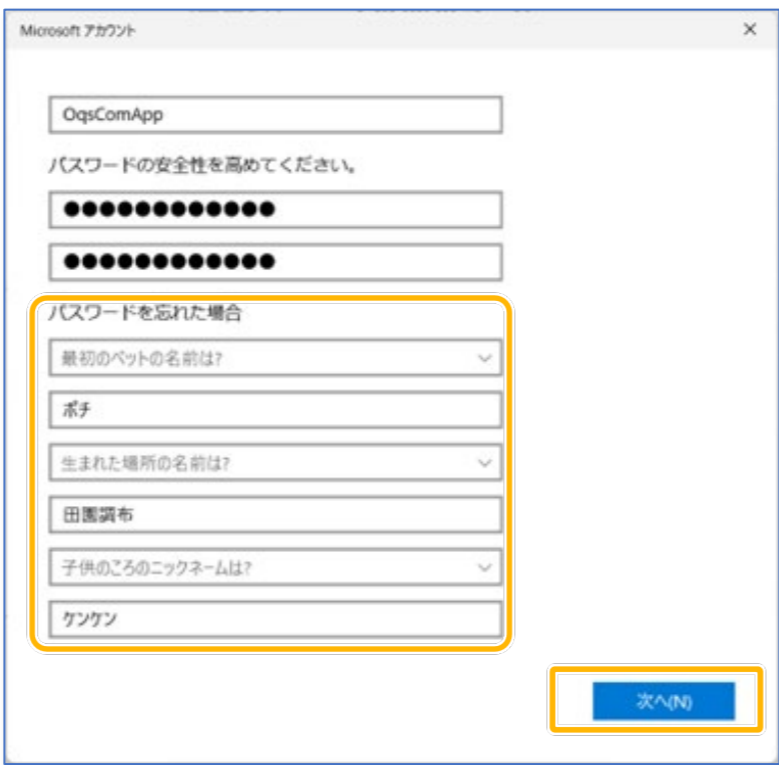 Microsoft アカウント
OqsComApp
パスワードの安全性を高めてください。
●●●●●●●●●●●●
●●●●●●●●●●●●
パスワードを忘れた場合
最初のペットの名前は?
ポチ
生まれた場所の名前は?
田園調布
子供のころのニックネームは?
ケンケン
次へ(N)